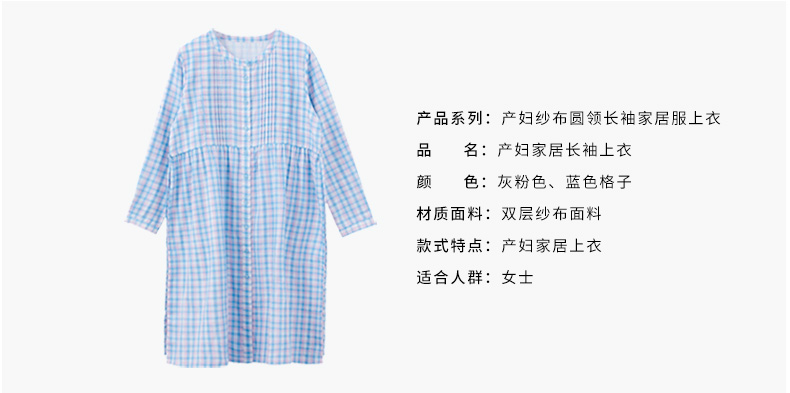 产品系列：产妇纱布圆领长袖家居服上衣
品　　名：产妇家居长袖上衣
颜　　色：灰粉色、蓝色格子
材质面料：双层纱布面料
款式特点：产妇家居上衣
适合人群：女士